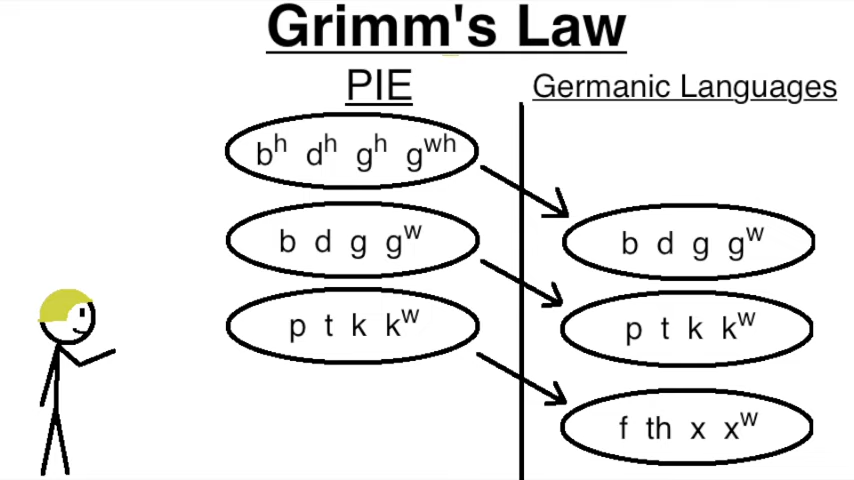 Grimm's Law
PIE
Germanic Languages
bʰ dʰ gʰ gʷʰ
b d g gʷ
p t k kʷ
b d g gʷ
p t k kʷ
f th x xʷ